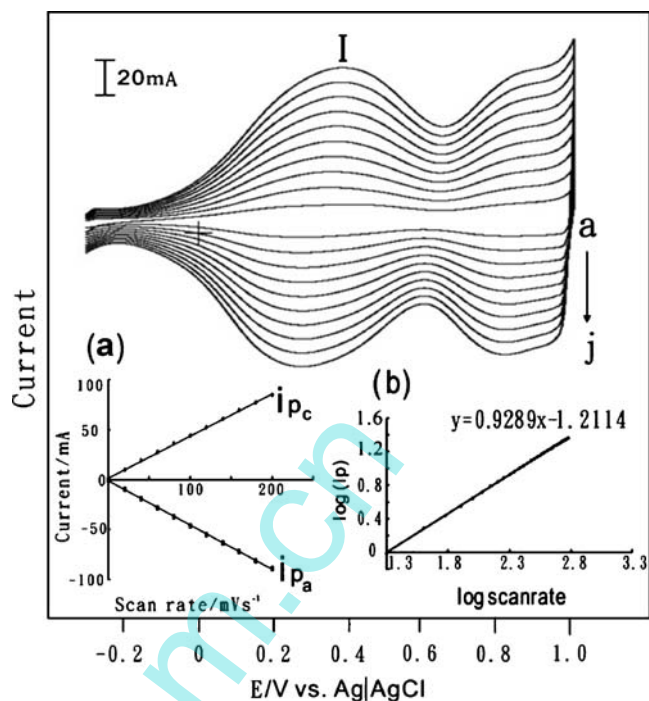 I
20mA
a
j
Current
(a)
100
50
0
-50
-100
Current/mA
100
200
ipc
ipa
Scan rate/mVs⁻¹
(b)
y=0.9289x-1.2114
1.6
1.2
0.8
0.4
0
log(Ip)
1.3 1.8 2.3 2.8 3.3
log scanrate
-0.2 0 0.2 0.4 0.6 0.8 1.0
E/V vs. Ag|AgCl
m.cn